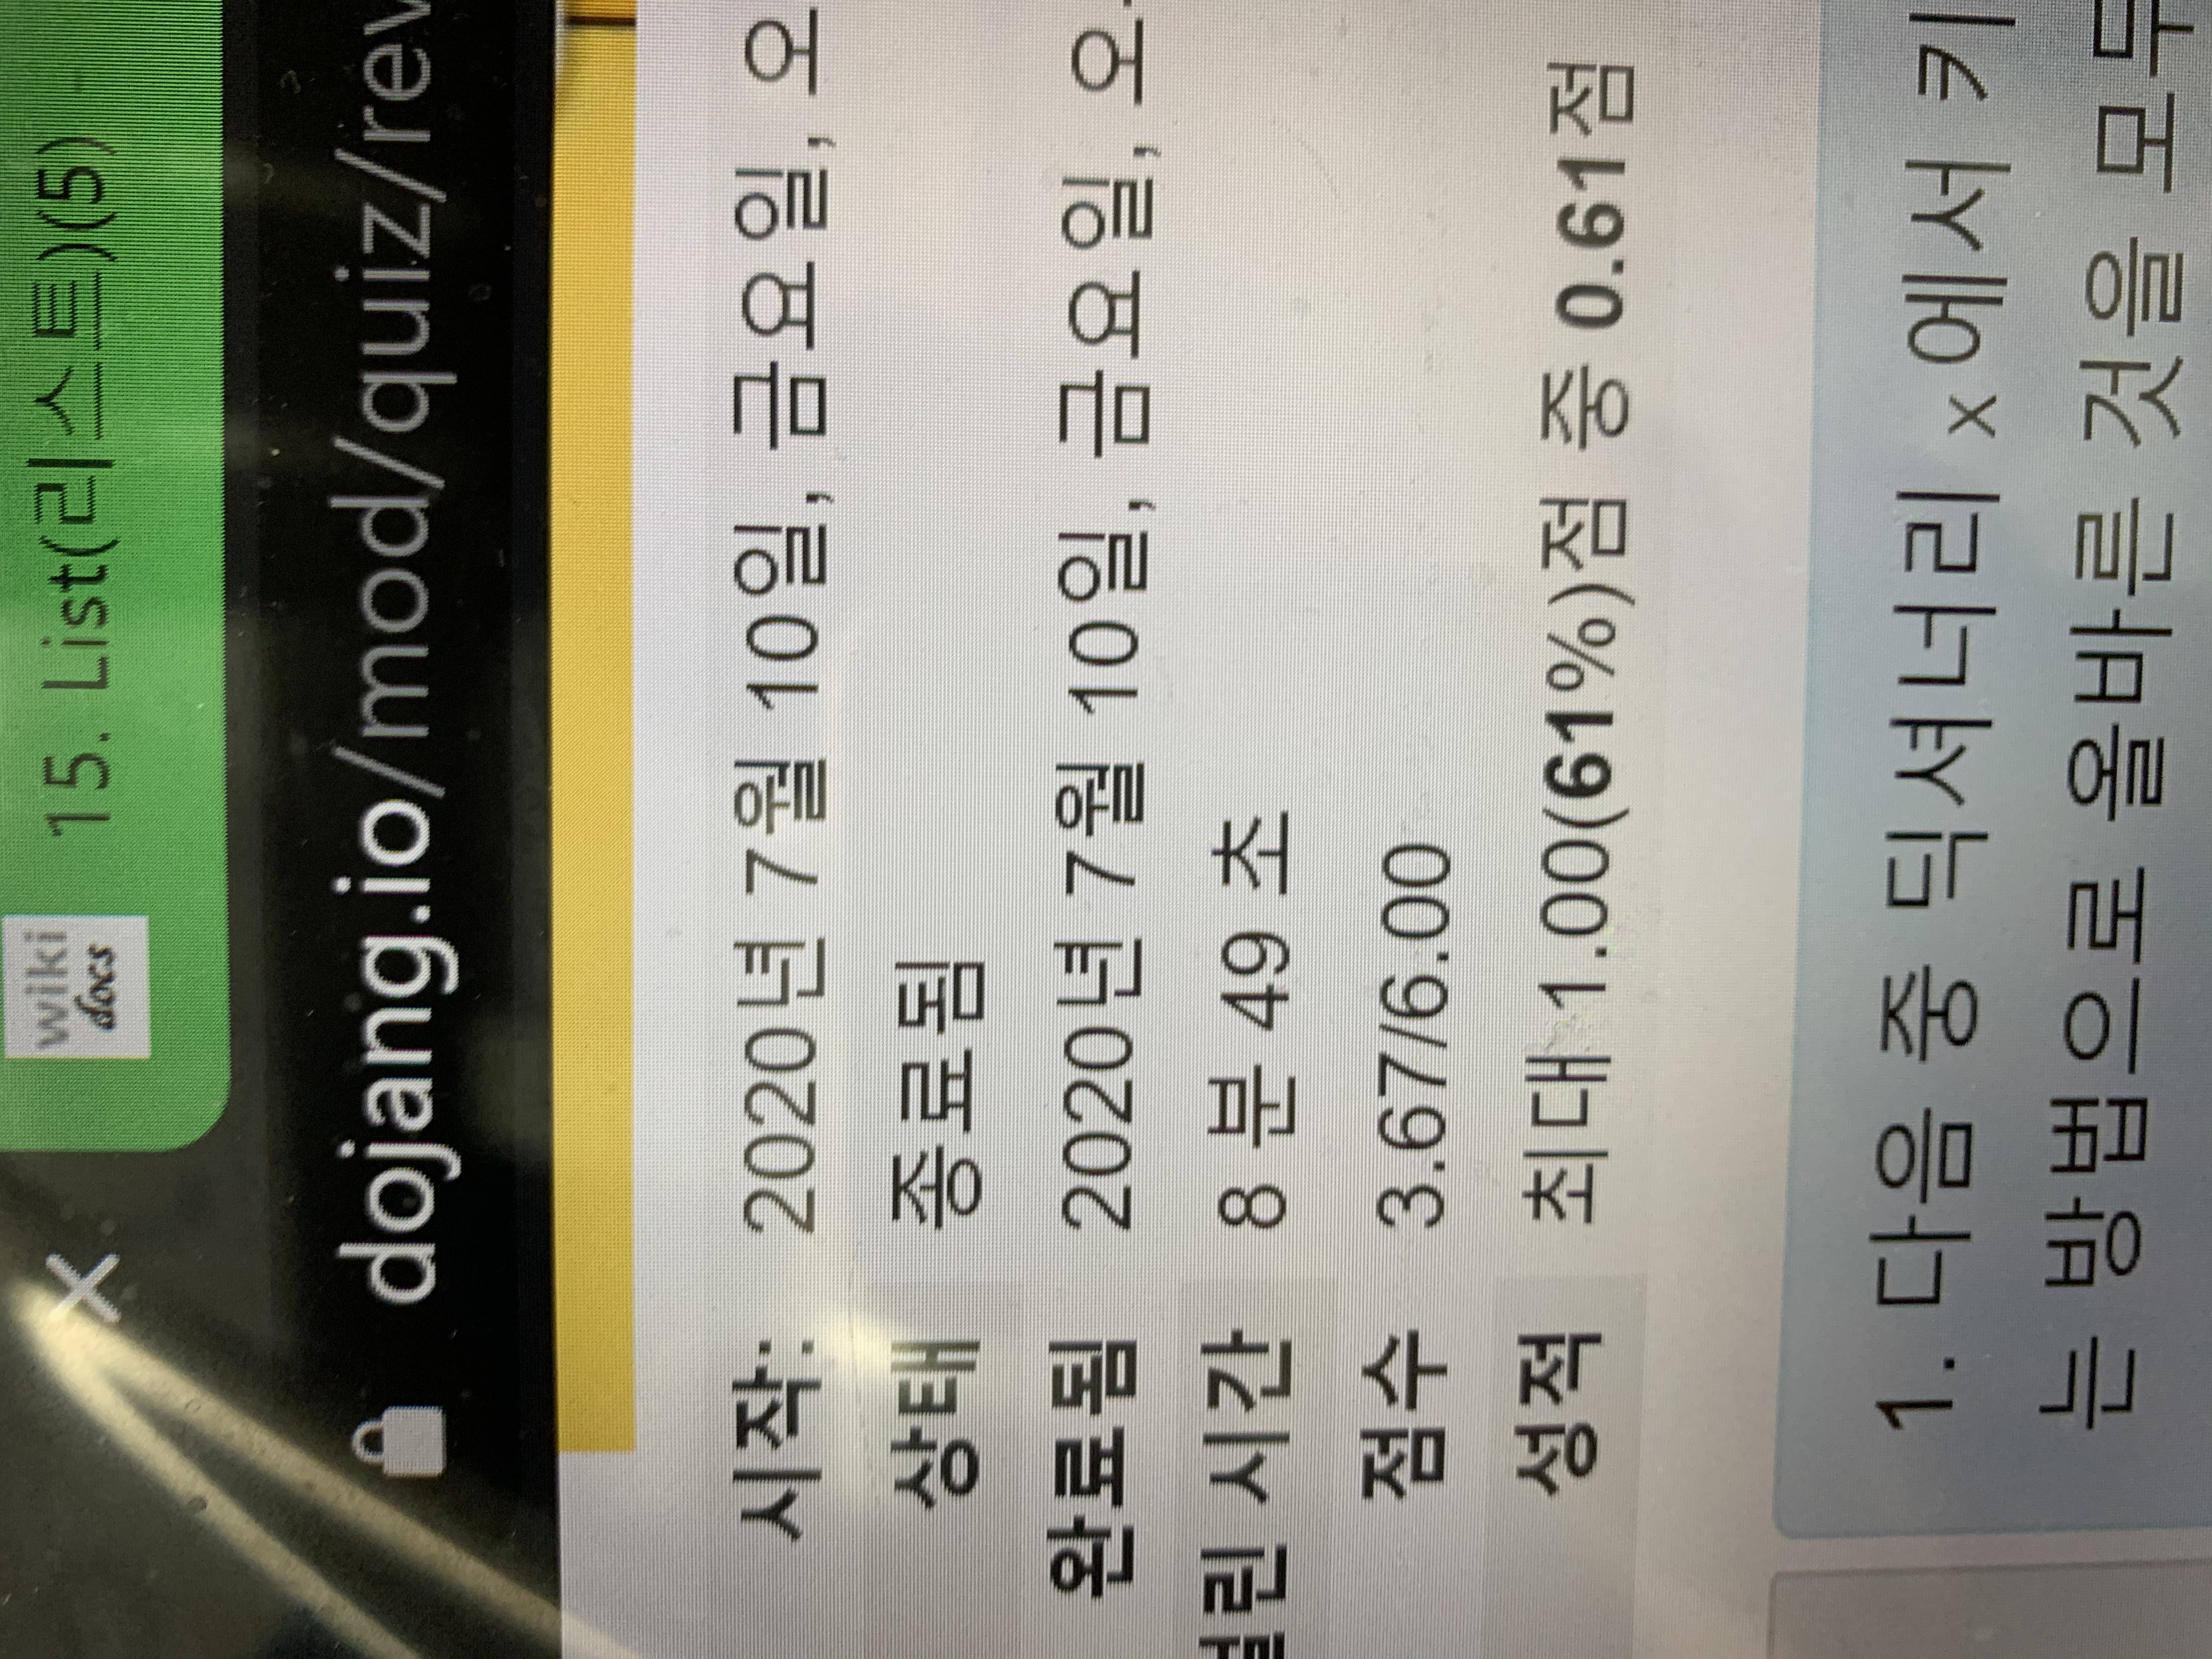 wiki
docs
15. List(리스트)(5)
dojang.io/mod/quiz/rev
시작: 2020년 7월 10일, 금요일, 오
상태 종료됨
완료됨 2020년 7월 10일, 금요일, 오
걸린 시간 8 분 49 초
점수 3.67/6.00
성적 최대 1.00(61%)점 중 0.61점
1. 다음 중 딕셔너리 x에서 키
는 방법으로 올바른 것을 모두